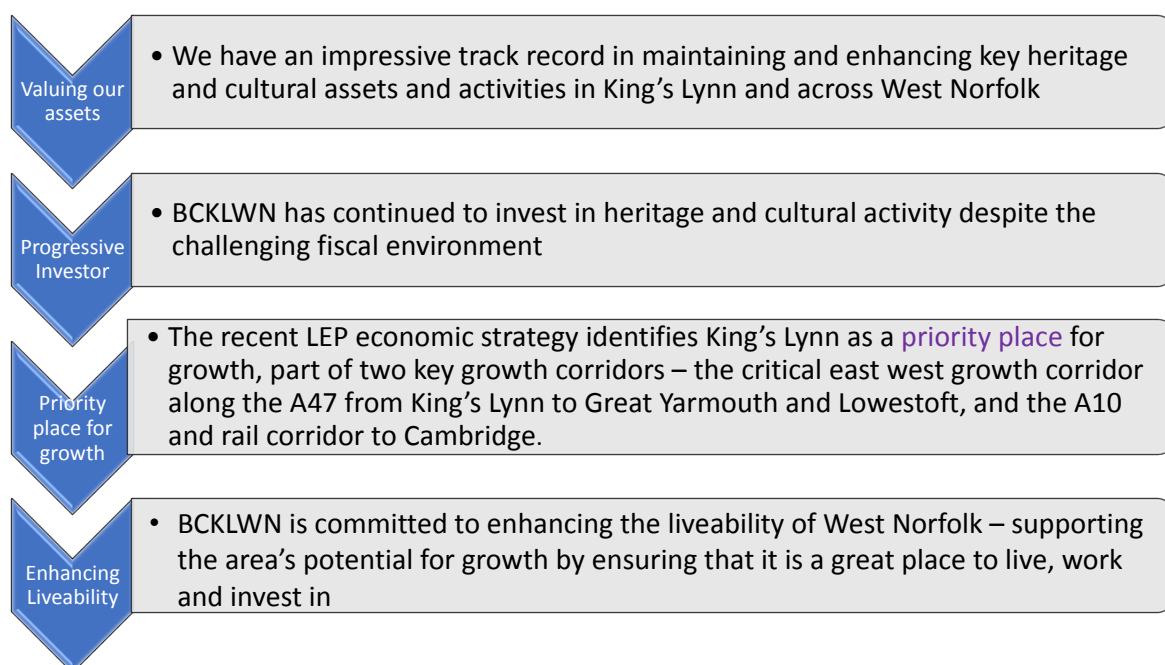 Valuing our
assets
• We have an impressive track record in maintaining and enhancing key heritage
and cultural assets and activities in King’s Lynn and across West Norfolk
Progressive
Investor
• BCKLWN has continued to invest in heritage and cultural activity despite the
challenging fiscal environment
Priority
place for
growth
• The recent LEP economic strategy identifies King’s Lynn as a priority place for
growth, part of two key growth corridors – the critical east west growth corridor
along the A47 from King’s Lynn to Great Yarmouth and Lowestoft, and the A10
and rail corridor to Cambridge.
Enhancing
Liveability
• BCKLWN is committed to enhancing the liveability of West Norfolk – supporting
the area’s potential for growth by ensuring that it is a great place to live, work
and invest in